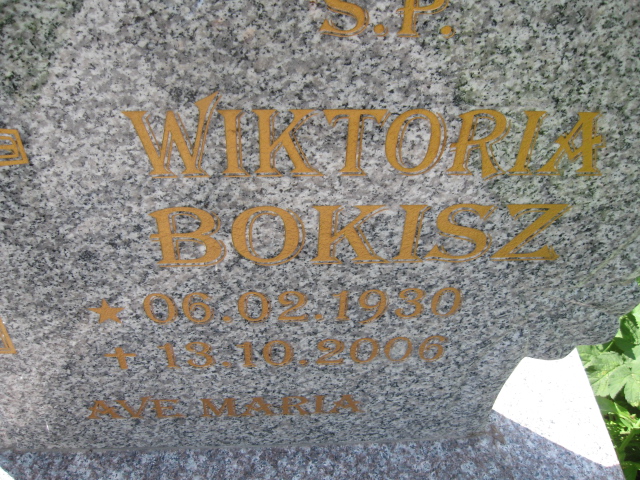 Ś.P.
WIKTORIA
BOKISZ
★ 06.02.1930
+ 13.10.2006
AVE MARIA